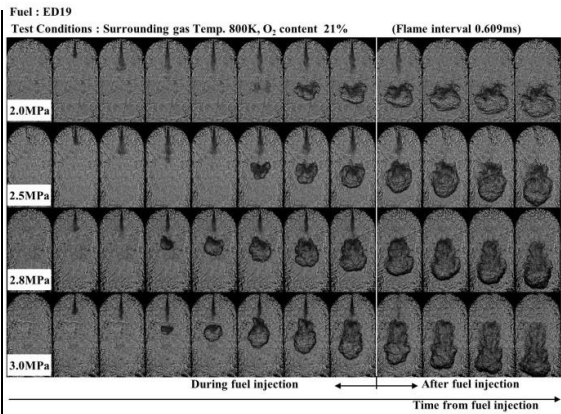 Fuel : ED19
Test Conditions : Surrounding gas Temp. 800K, O₂ content 21% (Flame interval 0.609ms)
2.0MPa
2.5MPa
2.8MPa
3.0MPa
During fuel injection
After fuel injection
Time from fuel injection